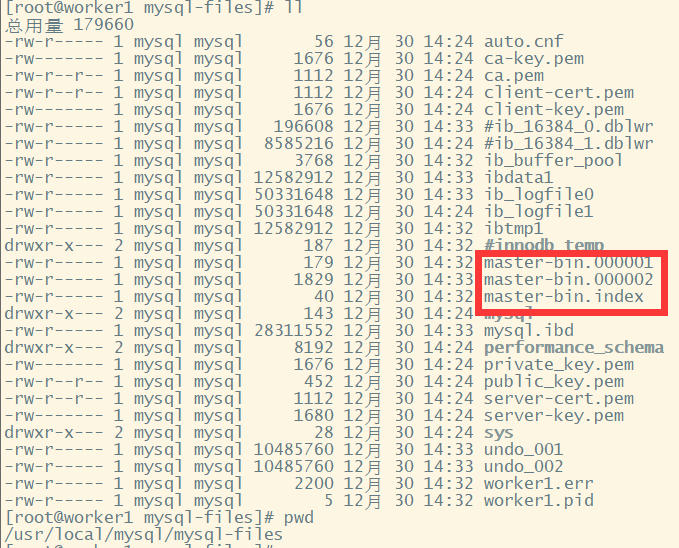 [root@worker1 mysql-files]# ll
总用量 179660
-rw-r----- 1 mysql mysql 56 12月 30 14:24 auto.cnf
-rw------- 1 mysql mysql 1676 12月 30 14:24 ca-key.pem
-rw-r--r-- 1 mysql mysql 1112 12月 30 14:24 ca.pem
-rw-r--r-- 1 mysql mysql 1112 12月 30 14:24 client-cert.pem
-rw------- 1 mysql mysql 1676 12月 30 14:24 client-key.pem
-rw-r----- 1 mysql mysql 196608 12月 30 14:33 #ib_16384_0.dblwr
-rw-r----- 1 mysql mysql 8585216 12月 30 14:24 #ib_16384_1.dblwr
-rw-r----- 1 mysql mysql 3768 12月 30 14:32 ib_buffer_pool
-rw-r----- 1 mysql mysql 12582912 12月 30 14:33 ibdata1
-rw-r----- 1 mysql mysql 50331648 12月 30 14:33 ib_logfile0
-rw-r----- 1 mysql mysql 50331648 12月 30 14:24 ib_logfile1
-rw-r----- 1 mysql mysql 12582912 12月 30 14:32 ibtmp1
drwxr-x--- 2 mysql mysql 187 12月 30 14:32 #innodb_temp
-rw-r----- 1 mysql mysql 179 12月 30 14:32 master-bin.000001
-rw-r----- 1 mysql mysql 1829 12月 30 14:33 master-bin.000002
-rw-r----- 1 mysql mysql 40 12月 30 14:32 master-bin.index
drwxr-x--- 2 mysql mysql 143 12月 30 14:24 mysql
-rw-r----- 1 mysql mysql 28311552 12月 30 14:33 mysql.ibd
drwxr-x--- 2 mysql mysql 8192 12月 30 14:24 performance_schema
-rw------- 1 mysql mysql 1676 12月 30 14:24 private_key.pem
-rw-r--r-- 1 mysql mysql 452 12月 30 14:24 public_key.pem
-rw-r--r-- 1 mysql mysql 1112 12月 30 14:24 server-cert.pem
-rw------- 1 mysql mysql 1680 12月 30 14:24 server-key.pem
drwxr-x--- 2 mysql mysql 28 12月 30 14:24 sys
-rw-r----- 1 mysql mysql 10485760 12月 30 14:33 undo_001
-rw-r----- 1 mysql mysql 10485760 12月 30 14:33 undo_002
-rw-r----- 1 mysql mysql 2200 12月 30 14:32 worker1.err
-rw-r----- 1 mysql mysql 5 12月 30 14:32 worker1.pid
[root@worker1 mysql-files]# pwd
/usr/local/mysql/mysql-files